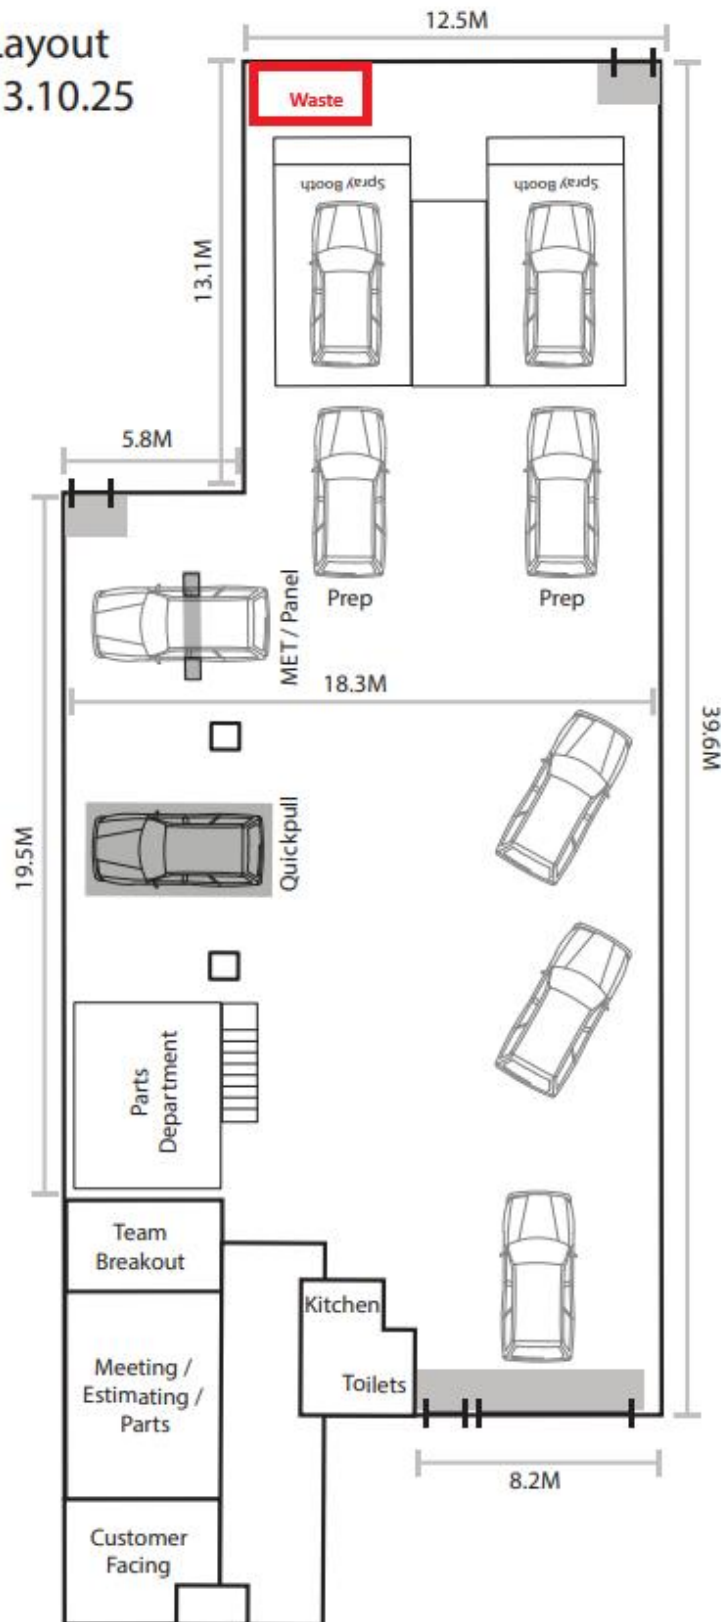 Layout
3.10.25
12.5M
Waste
Spray Booth
Spray Booth
13.1M
5.8M
Prep
Prep
MET / Panel
18.3M
39.6M
19.5M
Quickpull
Parts
Department
Team
Breakout
Kitchen
Meeting /
Estimating /
Parts
Toilets
8.2M
Customer
Facing